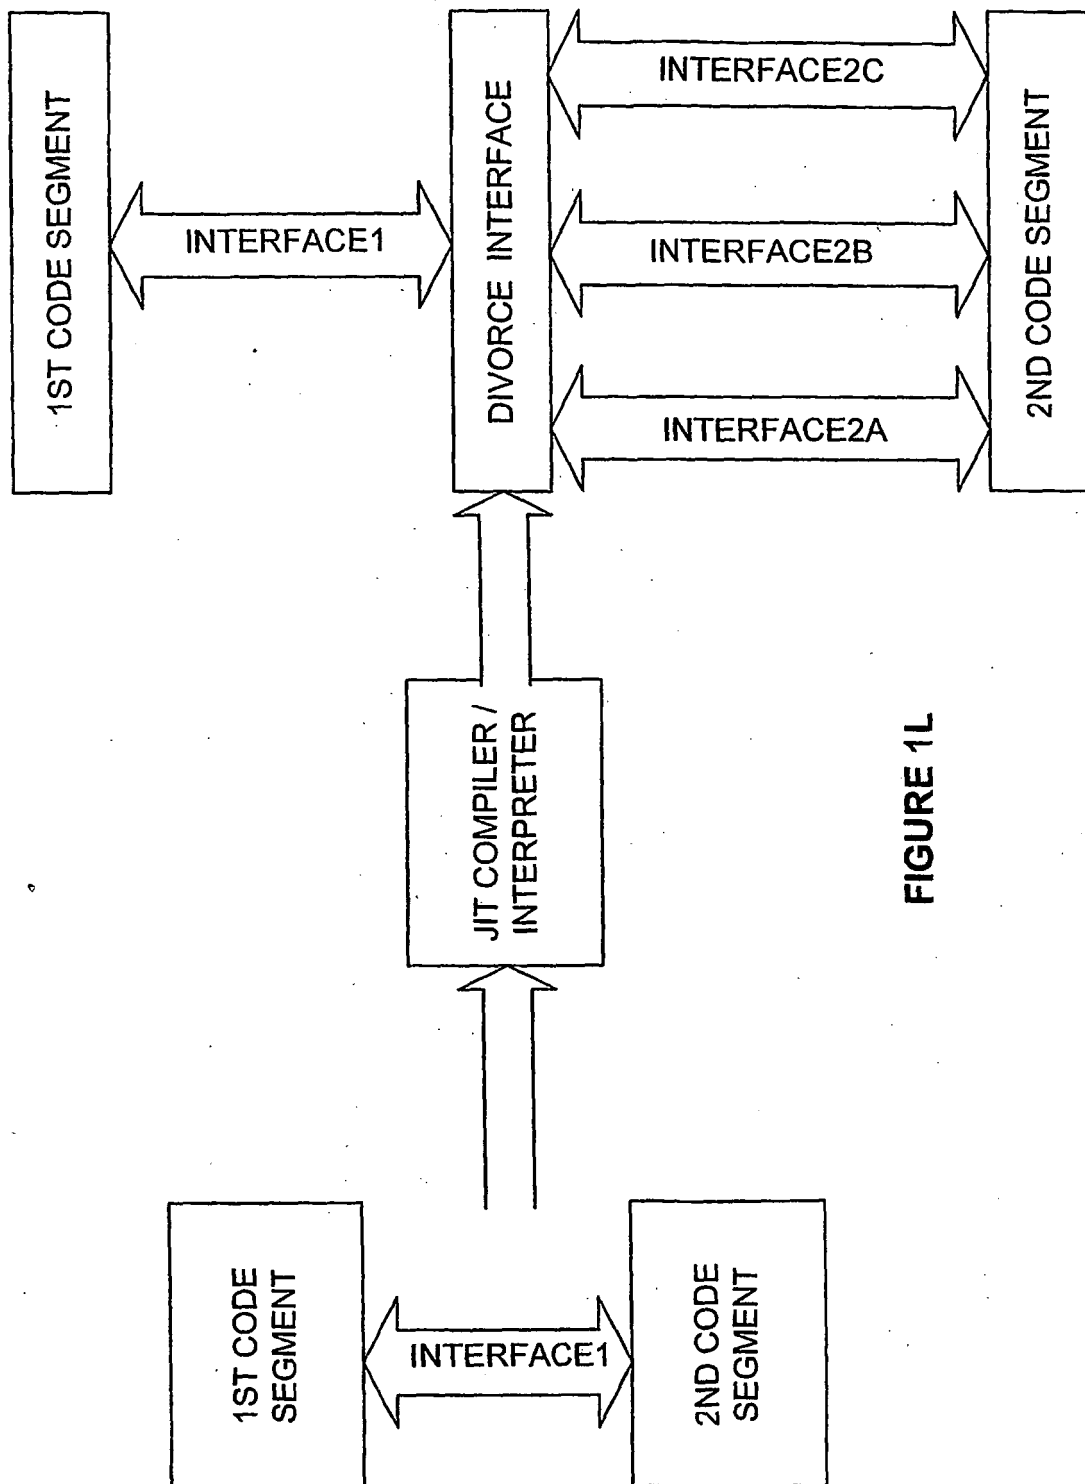 1ST CODE
SEGMENT
INTERFACE1
2ND CODE
SEGMENT
JIT COMPILER /
INTERPRETER
1ST CODE SEGMENT
INTERFACE1
DIVORCE INTERFACE
INTERFACE2A
INTERFACE2B
INTERFACE2C
2ND CODE SEGMENT
FIGURE 1L